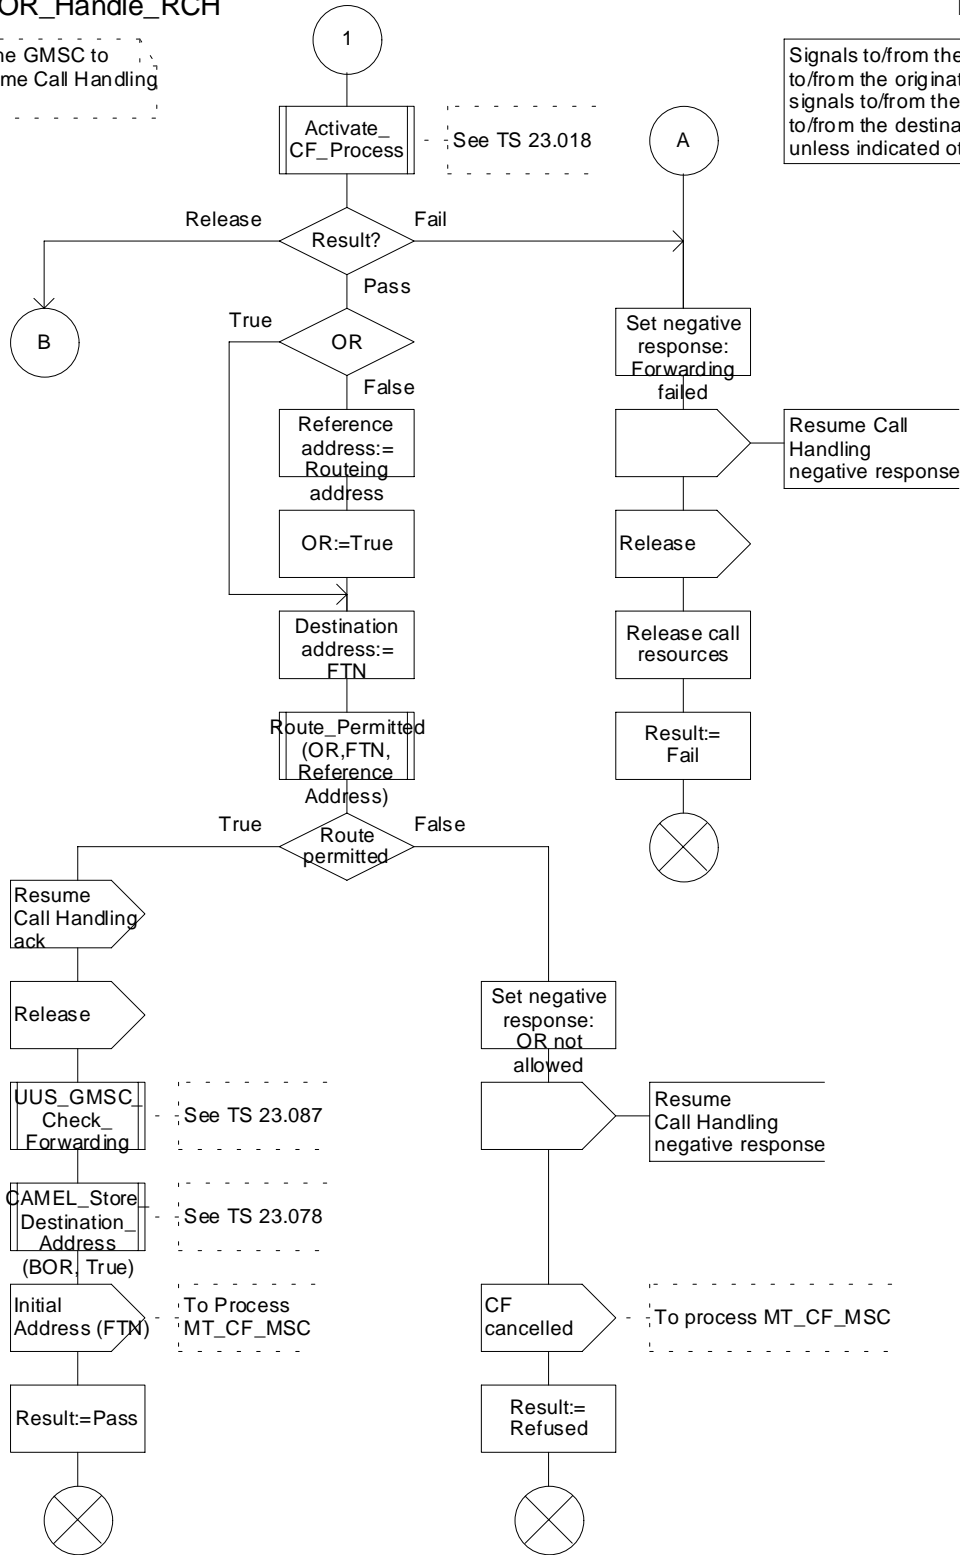 OR_Handle_RCH
ne GMSC to
me Call Handling
1
Signals to/from the
to/from the originat
signals to/from the
to/from the destina
unless indicated ot
Activate_
CF_Process
See TS 23.018
A
Release
Result?
Fail
Pass
B
True
OR
False
Set negative
response:
Forwarding
failed
Reference
address:=
Routeing
address
Resume Call
Handling
negative response
OR:=True
Release
Destination
address:=
FTN
Release call
resources
Route_Permitted
(OR,FTN,
Reference
Address)
Result:=
Fail
True
Route
permitted
False
Resume
Call Handling
ack
Release
Set negative
response:
OR not
allowed
UUS_GMSC_
Check_
Forwarding
See TS 23.087
Resume
Call Handling
negative response
CAMEL_Store_
Destination_
Address
(BOR, True)
See TS 23.078
Initial
Address (FTN)
To Process
MT_CF_MSC
CF
cancelled
To process MT_CF_MSC
Result:=Pass
Result:=
Refused